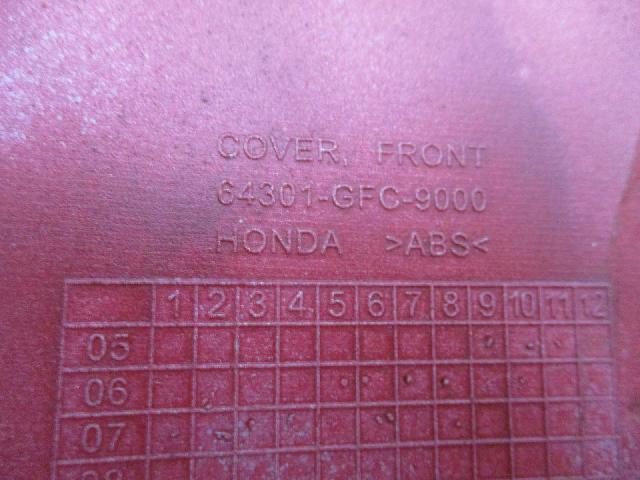 COVER, FRONT
64301-GFC-9000
HONDA >ABS<
1 2 3 4 5 6 7 8 9 10 11 12
05
06
07
08